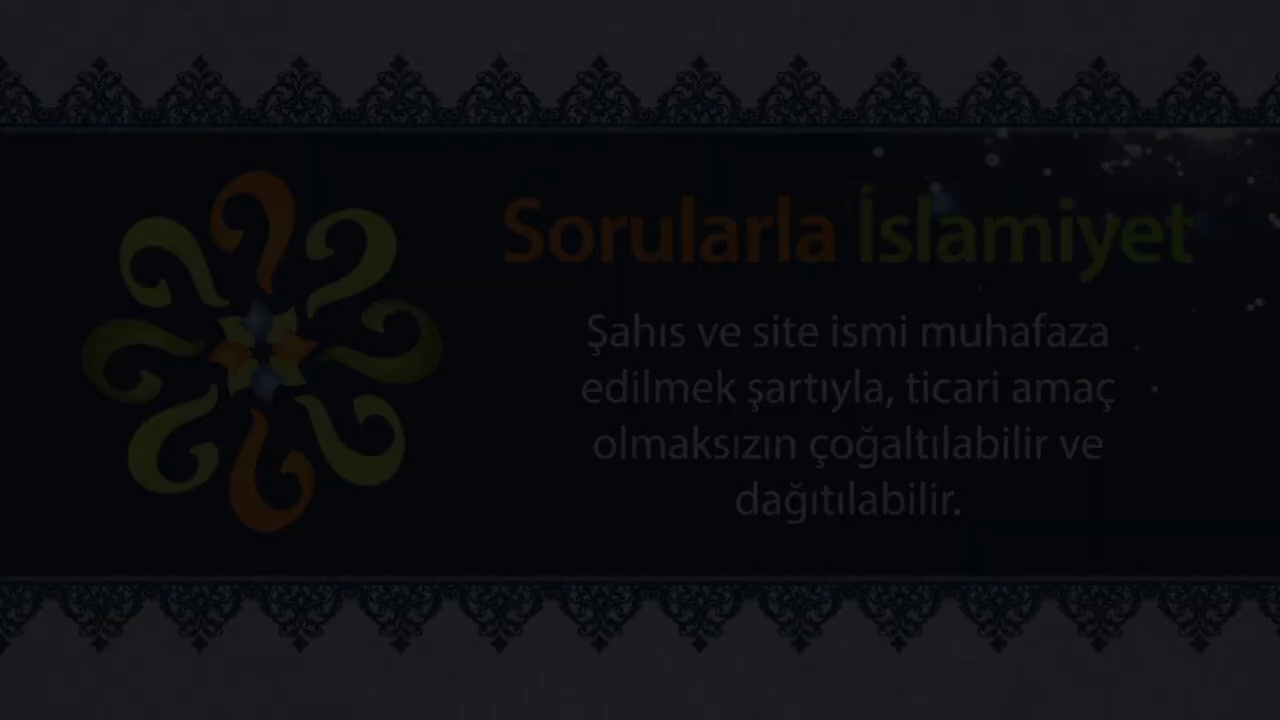 Sorularla İslamiyet
Şahıs ve site ismi muhafaza
edilmek şartıyla, ticari amaç
olmaksızın çoğaltılabilir ve
dağıtılabilir.